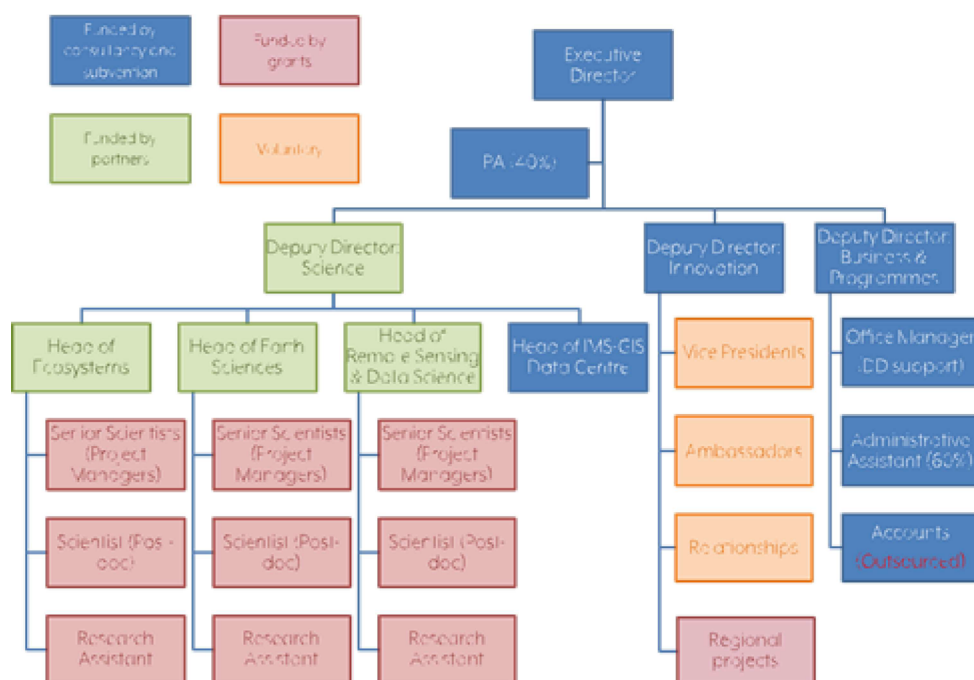 Funded by
consultancy and
subvention
Funded by
grants
Funded by
partners
Voluntary
Executive
Director
PA (40%)
Deputy Director:
Science
Deputy Director:
Innovation
Deputy Director:
Business &
Programmes
Head of
Ecosystems
Head of Earth
Sciences
Head of
Remote Sensing
& Data Science
Head of IMS-GIS
Data Centre
Vice Presidents
Office Manager
(DD support)
Senior Scientists
(Project
Managers)
Senior Scientists
(Project
Managers)
Senior Scientists
(Project
Managers)
Ambassadors
Administrative
Assistant (60%)
Scientist (Post-
doc)
Scientist (Post-
doc)
Scientist (Post-
doc)
Relationships
Accounts
(Outsourced)
Research
Assistant
Research
Assistant
Research
Assistant
Regional
projects